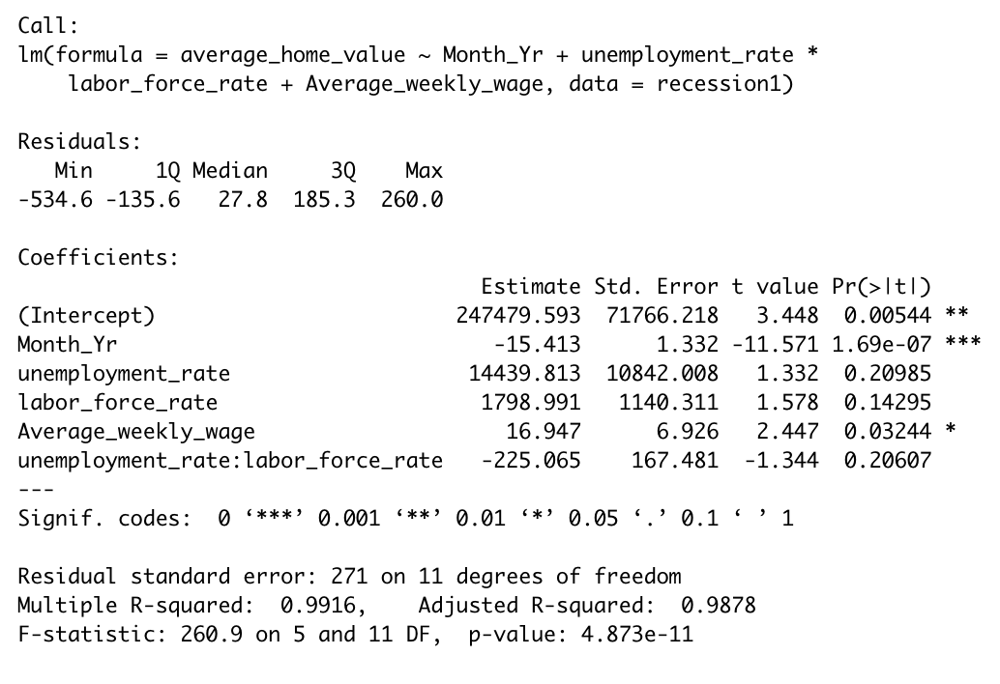 Call:
lm(formula = average_home_value ~ Month_Yr + unemployment_rate *
    labor_force_rate + Average_weekly_wage, data = recession1)

Residuals:
   Min     1Q Median     3Q    Max
-534.6 -135.6   27.8  185.3  260.0

Coefficients:
                                     Estimate Std. Error t value Pr(>|t|)
(Intercept)                        247479.593  71766.218   3.448  0.00544 **
Month_Yr                              -15.413      1.332 -11.571 1.69e-07 ***
unemployment_rate                   14439.813  10842.008   1.332  0.20985
labor_force_rate                     1798.991   1140.311   1.578  0.14295
Average_weekly_wage                    16.947      6.926   2.447  0.03244 *
unemployment_rate:labor_force_rate   -225.065    167.481  -1.344  0.20607
---
Signif. codes:  0 ‘***’ 0.001 ‘**’ 0.01 ‘*’ 0.05 ‘.’ 0.1 ‘ ’ 1

Residual standard error: 271 on 11 degrees of freedom
Multiple R-squared:  0.9916,    Adjusted R-squared:  0.9878
F-statistic: 260.9 on 5 and 11 DF,  p-value: 4.873e-11